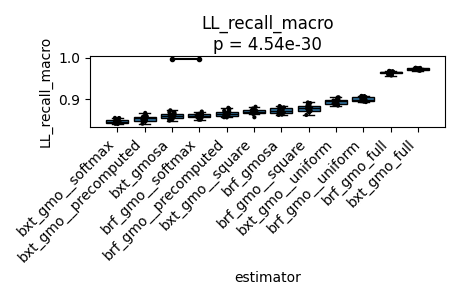 LL_recall_macro
p = 4.54e-30
LL_recall_macro
1.0
0.9
bxt_gmo__softmax
bxt_gmo__precomputed
bxt_gmosa
brf_gmo__softmax
brf_gmo__precomputed
bxt_gmo__square
brf_gmosa
brf_gmo__square
bxt_gmo__uniform
brf_gmo__uniform
brf_gmo_full
bxt_gmo_full
estimator